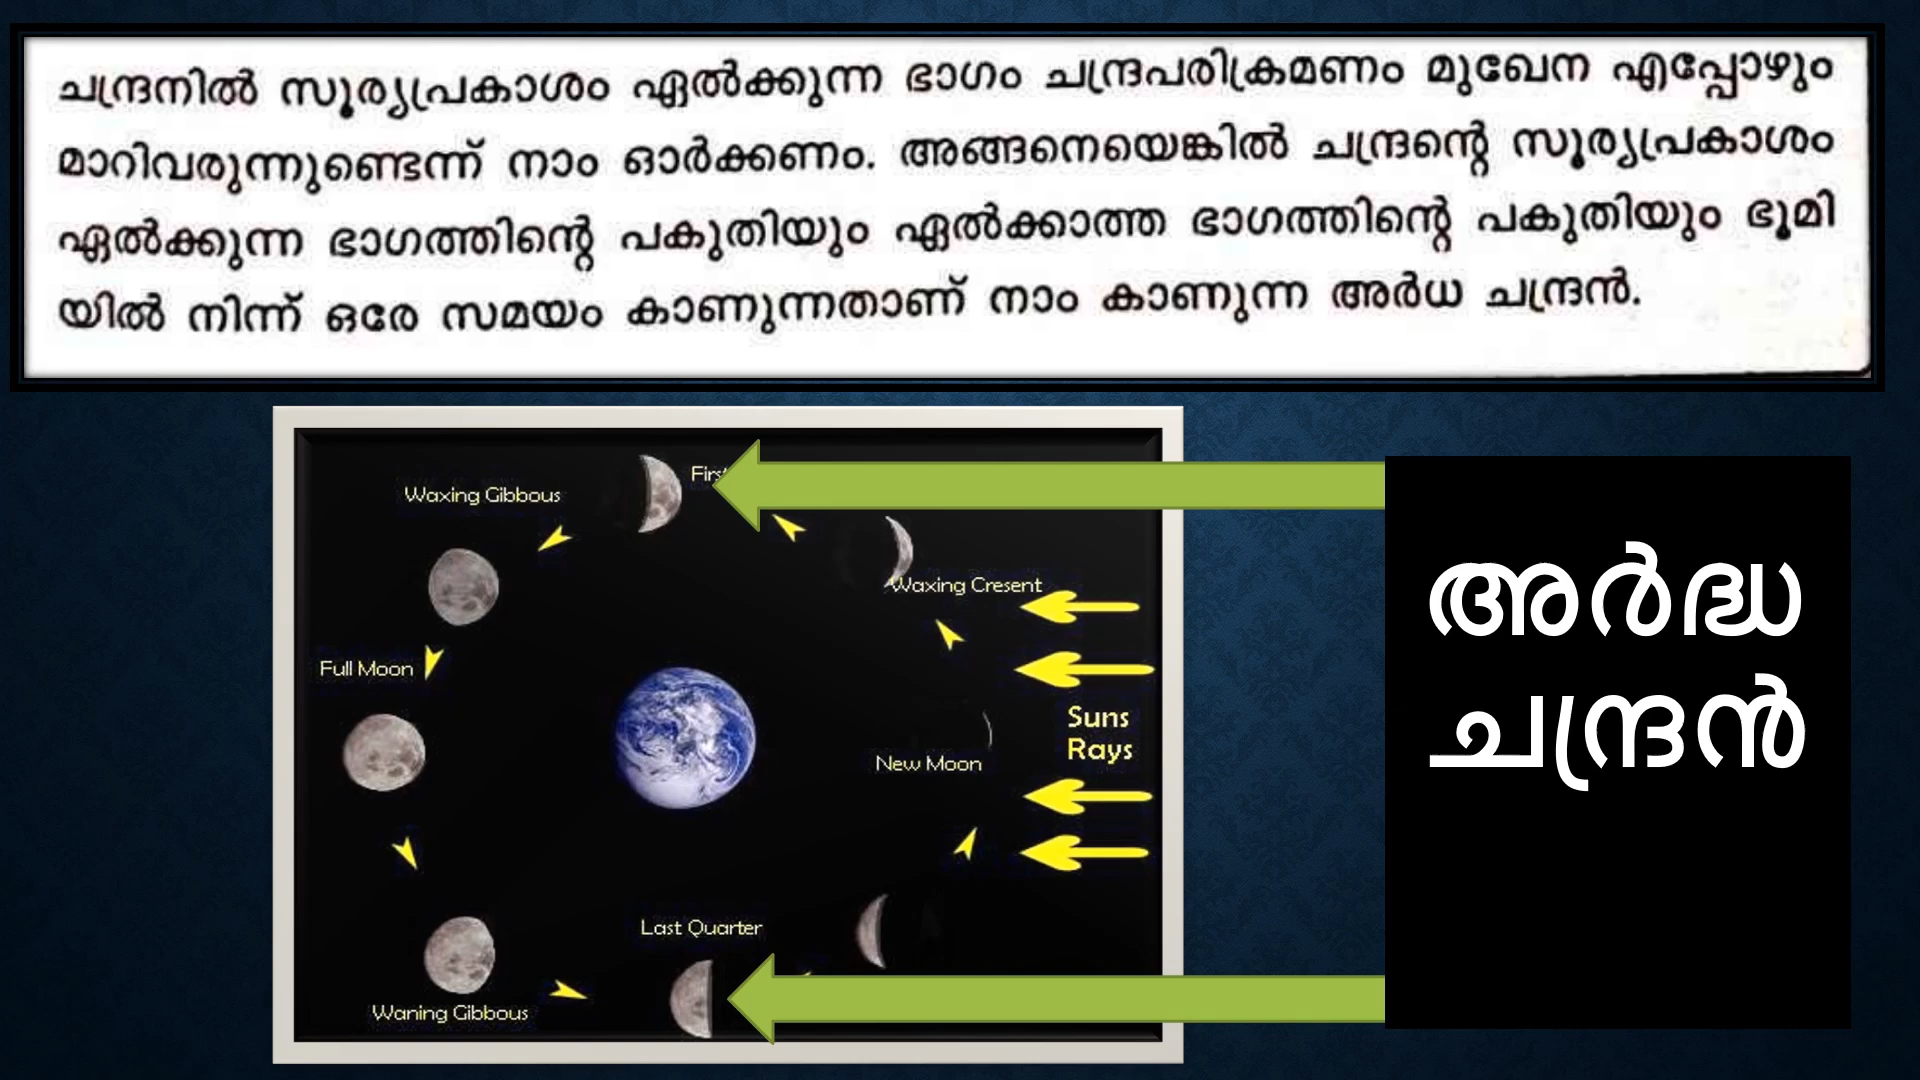 ചന്ദ്രനിൽ സൂര്യപ്രകാശം ഏൽക്കുന്ന ഭാഗം ചന്ദ്രപരിക്രമണം മുഖേന എപ്പോഴും
മാറിവരുന്നുണ്ടെന്ന് നാം ഓർക്കണം. അങ്ങനെയെങ്കിൽ ചന്ദ്രന്റെ സൂര്യപ്രകാശം
ഏൽക്കുന്ന ഭാഗത്തിന്റെ പകുതിയും ഏൽക്കാത്ത ഭാഗത്തിന്റെ പകുതിയും ഭൂമി
യിൽ നിന്ന് ഒരേ സമയം കാണുന്നതാണ് നാം കാണുന്ന അർധ ചന്ദ്രൻ.
Waxing Gibbous
Waxing Cresent
Full Moon
Suns
Rays
New Moon
Last Quarter
Waning Gibbous
അർദ്ധ
ചന്ദ്രൻ